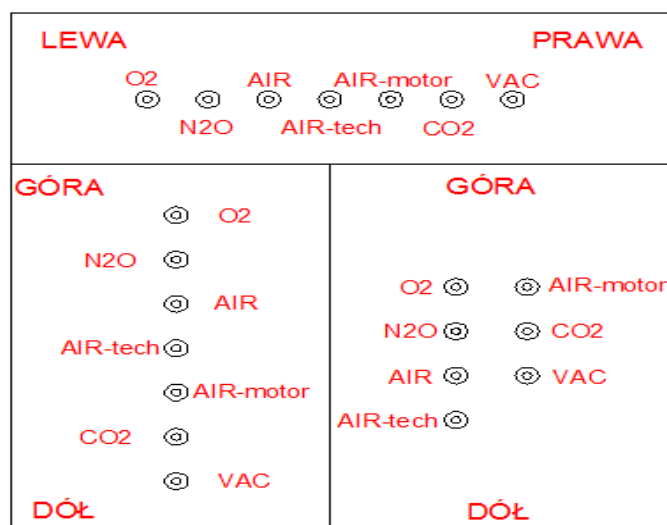 LEWA PRAWA
O2 AIR AIR-motor VAC
N2O AIR-tech CO2
GÓRA
O2
N2O
AIR
AIR-tech
AIR-motor
CO2
VAC
DÓŁ
GÓRA
O2 AIR-motor
N2O CO2
AIR VAC
AIR-tech
DÓŁ